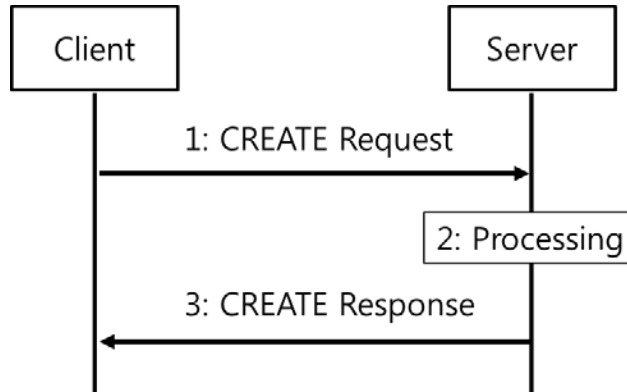 Client
Server
1: CREATE Request
2: Processing
3: CREATE Response